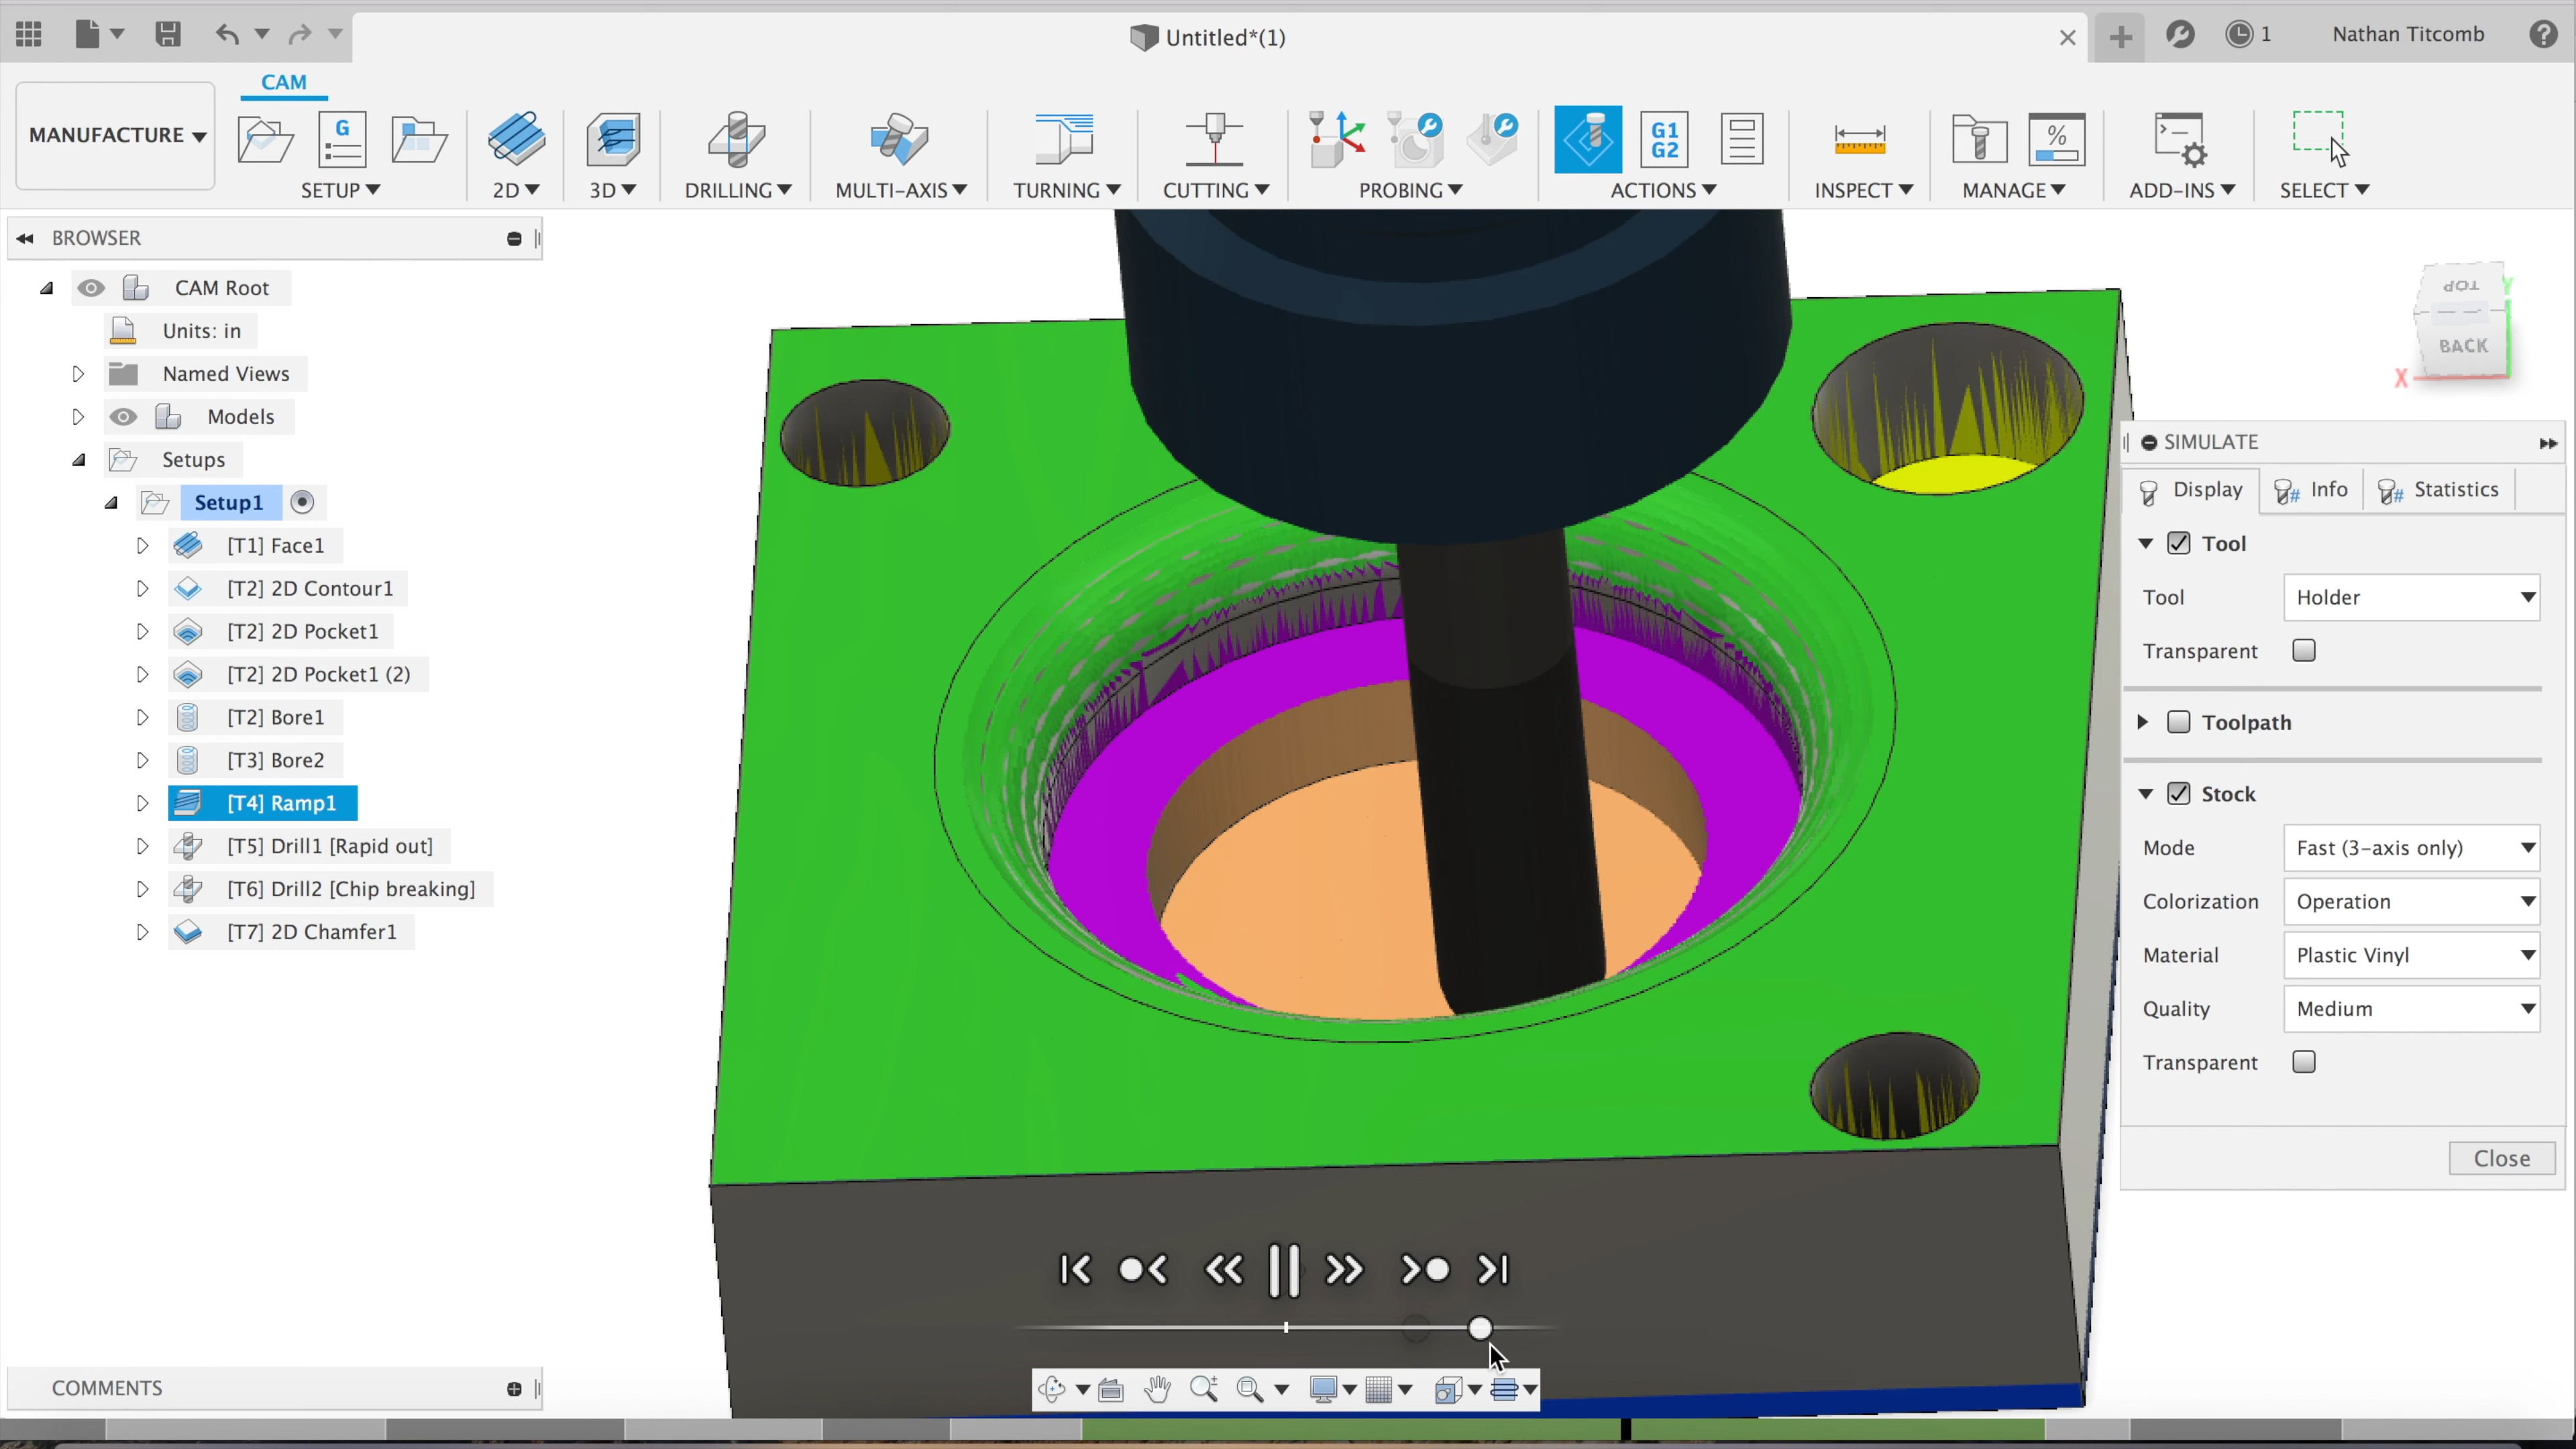 Untitled*(1)
1
Nathan Titcomb
CAM
MANUFACTURE
G
G1
G2
%
SETUP
2D
3D
DRILLING
MULTI-AXIS
TURNING
CUTTING
PROBING
ACTIONS
INSPECT
MANAGE
ADD-INS
SELECT
BROWSER
CAM Root
Units: in
Named Views
Models
Setups
Setup1
[T1] Face1
[T2] 2D Contour1
[T2] 2D Pocket1
[T2] 2D Pocket1 (2)
[T2] Bore1
[T3] Bore2
[T4] Ramp1
[T5] Drill1 [Rapid out]
[T6] Drill2 [Chip breaking]
[T7] 2D Chamfer1
COMMENTS
TOP
Y
BACK
X
SIMULATE
Display
Info
Statistics
Tool
Tool Holder
Transparent
Toolpath
Stock
Mode Fast (3-axis only)
Colorization Operation
Material Plastic Vinyl
Quality Medium
Transparent
Close